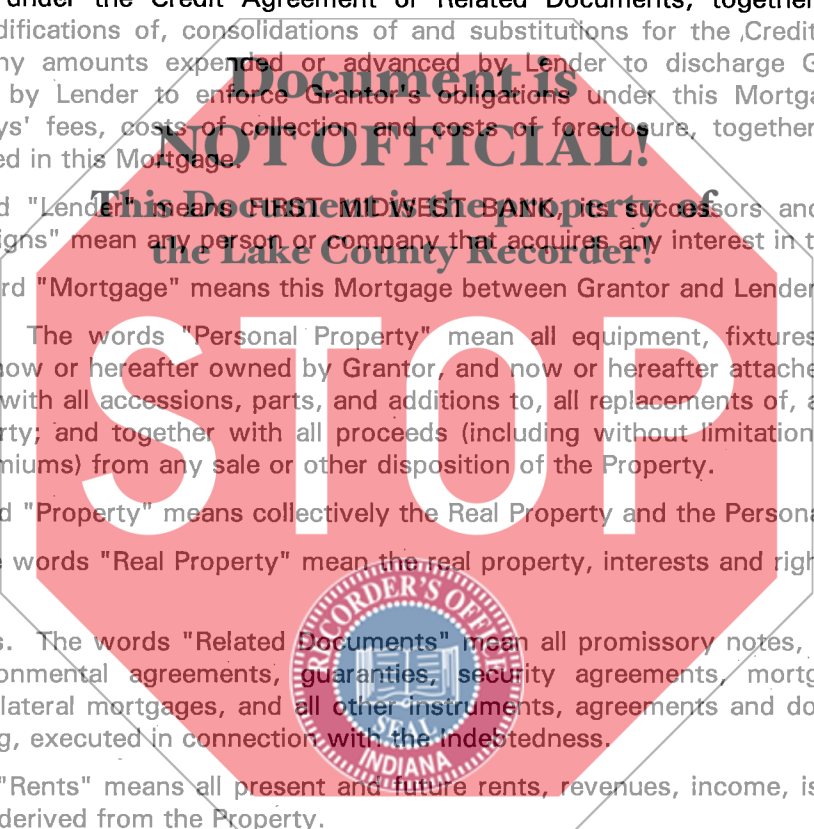 under the Credit Agreement or Related Documents, together
difications of, consolidations of and substitutions for the Credit
ny amounts expended or advanced by Lender to discharge G
by Lender to enforce Grantor's obligations under this Mortga
ys' fees, costs of collection and costs of foreclosure, together
ed in this Mortgage.
Document is
NOT OFFICIAL!
This Document is the property of
the Lake County Recorder!
d "Lender" means FIRST MIDWEST BANK, its successors and
igns" mean any person or company that acquires any interest in t
rd "Mortgage" means this Mortgage between Grantor and Lender
The words "Personal Property" mean all equipment, fixtures
now or hereafter owned by Grantor, and now or hereafter attache
with all accessions, parts, and additions to, all replacements of, a
rty; and together with all proceeds (including without limitation
miums) from any sale or other disposition of the Property.
STOP
d "Property" means collectively the Real Property and the Persona
e words "Real Property" mean the real property, interests and righ
s. The words "Related Documents" mean all promissory notes,
onmental agreements, guaranties, security agreements, mortg
lateral mortgages, and all other instruments, agreements and do
g, executed in connection with the Indebtedness.
RECORDER'S OFFICE
SEAL
INDIANA
"Rents" means all present and future rents, revenues, income, is
derived from the Property.